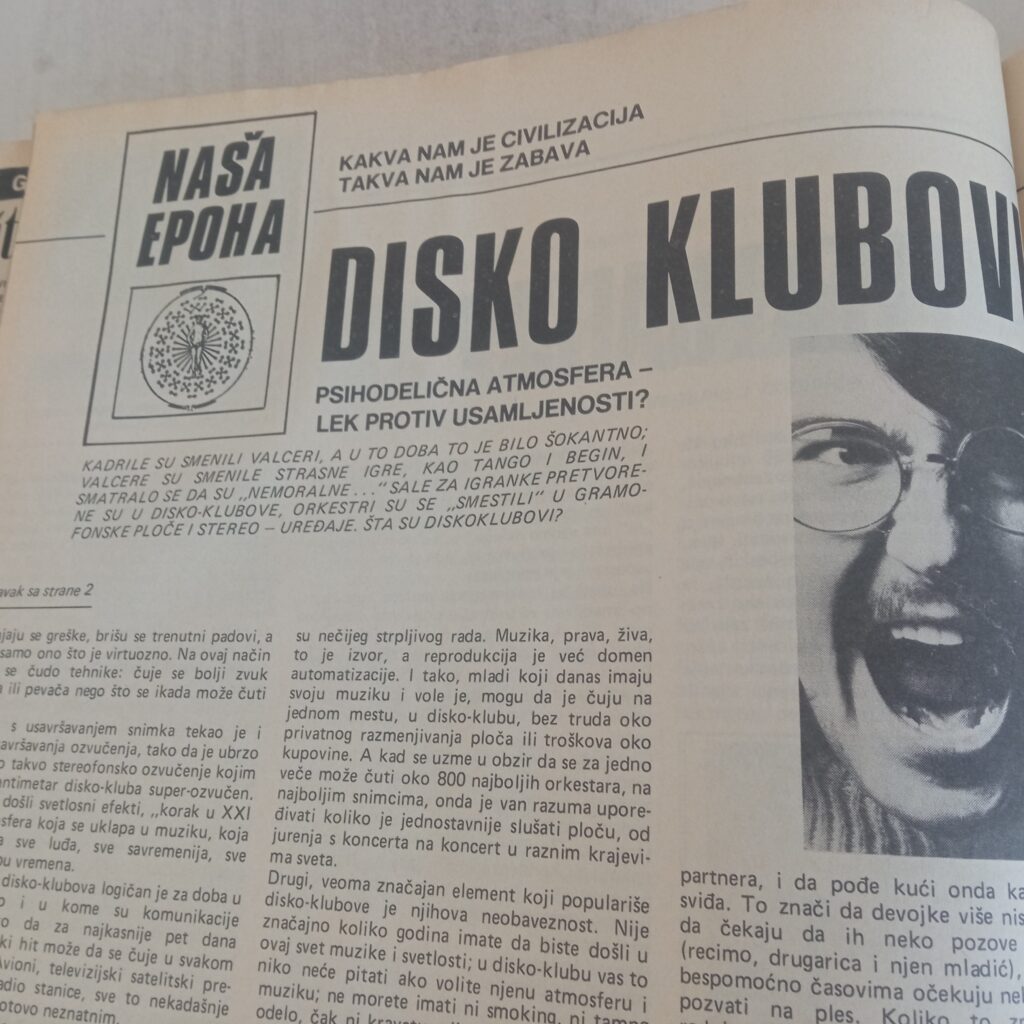 NAŠA
EPOHA
KAKVA NAM JE CIVILIZACIJA
TAKVA NAM JE ZABAVA
DISKO KLUBOVI
PSIHODELIČNA ATMOSFERA –
LEK PROTIV USAMLJENOSTI?
KADRILE SU SMENILI VALCERI, A U TO DOBA TO JE BILO ŠOKANTNO;
VALCERE SU SMENILE STRASNE IGRE, KAO TANGO I BEGIN, I
SMATRALO SE DA SU „NEMORALNE..." SALE ZA IGRANKE PRETVORE-
NE SU U DISKO-KLUBOVE, ORKESTRI SU SE „SMESTILI" U GRAMO-
FONSKE PLOČE I STEREO – UREĐAJE. ŠTA SU DISKOKLUBOVI?
sa strane 2
se greške, brišu se trenutni padovi, a
samo ono što je virtuozno. Na ovaj način
se čudo tehnike: čuje se bolji zvuk
ili pevača nego što se ikada može čuti
s usavršavanjem snimka tekao je i
ozvučenja, tako da je ubrzo
takvo stereofonsko ozvučenje kojim
disko-kluba super-ozvučen.
došli svetlosni efekti, „korak u XXI
koja se uklapa u muziku, koja
sve luđa, sve savremenija, sve
vremena.
disko-klubova logičan je za doba u
i u kome su komunikacije
da za najkasnije pet dana
hit može da se čuje u svakom
Avioni, televizijski satelitski pre-
stanice, sve to nekadašnje
neznatnim.
su nečijeg strpljivog rada. Muzika, prava, živa,
to je izvor, a reprodukcija je već domen
automatizacije. I tako, mladi koji danas imaju
svoju muziku i vole je, mogu da je čuju na
jednom mestu, u disko-klubu, bez truda oko
privatnog razmenjivanja ploča ili troškova oko
kupovine. A kad se uzme u obzir da se za jedno
veče može čuti oko 800 najboljih orkestara, na
najboljim snimcima, onda je van razuma upore-
đivati koliko je jednostavnije slušati ploču, od
jurenja s koncerta na koncert u raznim krajevi-
ma sveta.
Drugi, veoma značajan element koji populariše
disko-klubove je njihova neobaveznost. Nije
značajno koliko godina imate da biste došli u
ovaj svet muzike i svetlosti; u disko-klubu vas to
niko neće pitati ako volite njenu atmosferu i
muziku; ne morete imati ni smoking, ni tamno
odelo, čak ni
partnera, i da pođe kući onda
sviđa. To znači da devojke više
da čekaju da ih neko pozove
(recimo, drugarica i njen mladić),
bespomoćno časovima očekuju
pozvati na ples. Koliko to